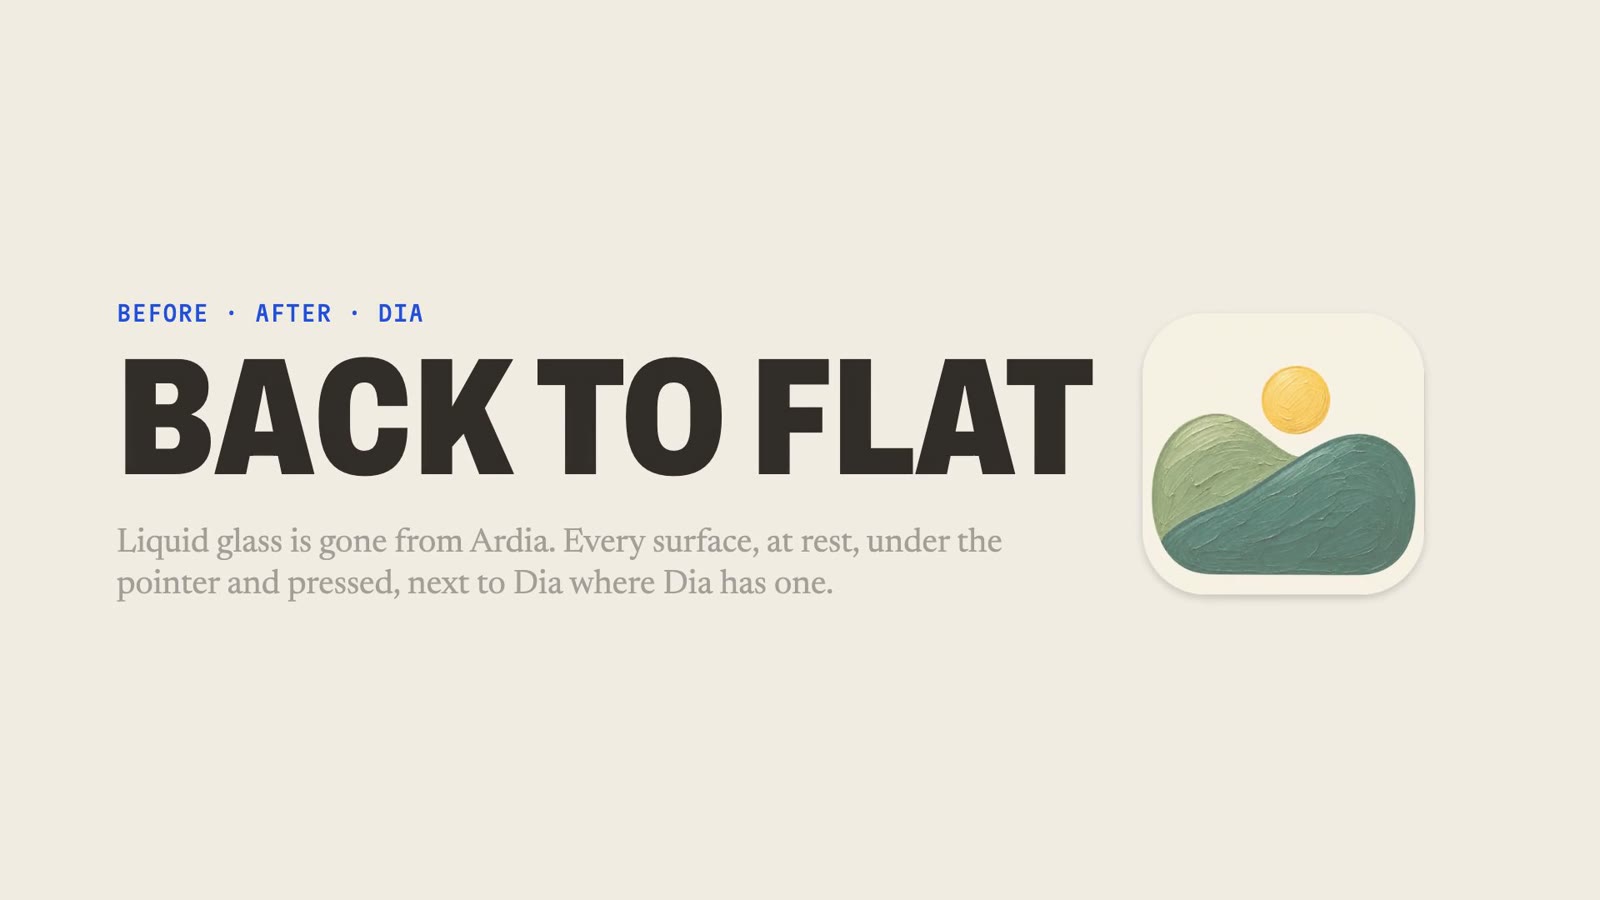 BEFORE · AFTER · DIA
BACK TO FLAT
Liquid glass is gone from Ardia. Every surface, at rest, under the
pointer and pressed, next to Dia where Dia has one.